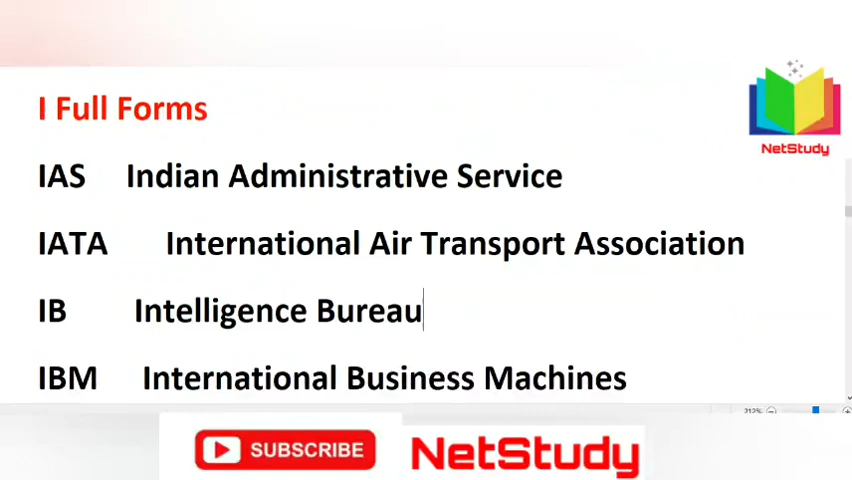 I Full Forms
NetStudy
IAS Indian Administrative Service
IATA International Air Transport Association
IB Intelligence Bureau
IBM International Business Machines
212%
SUBSCRIBE NetStudy